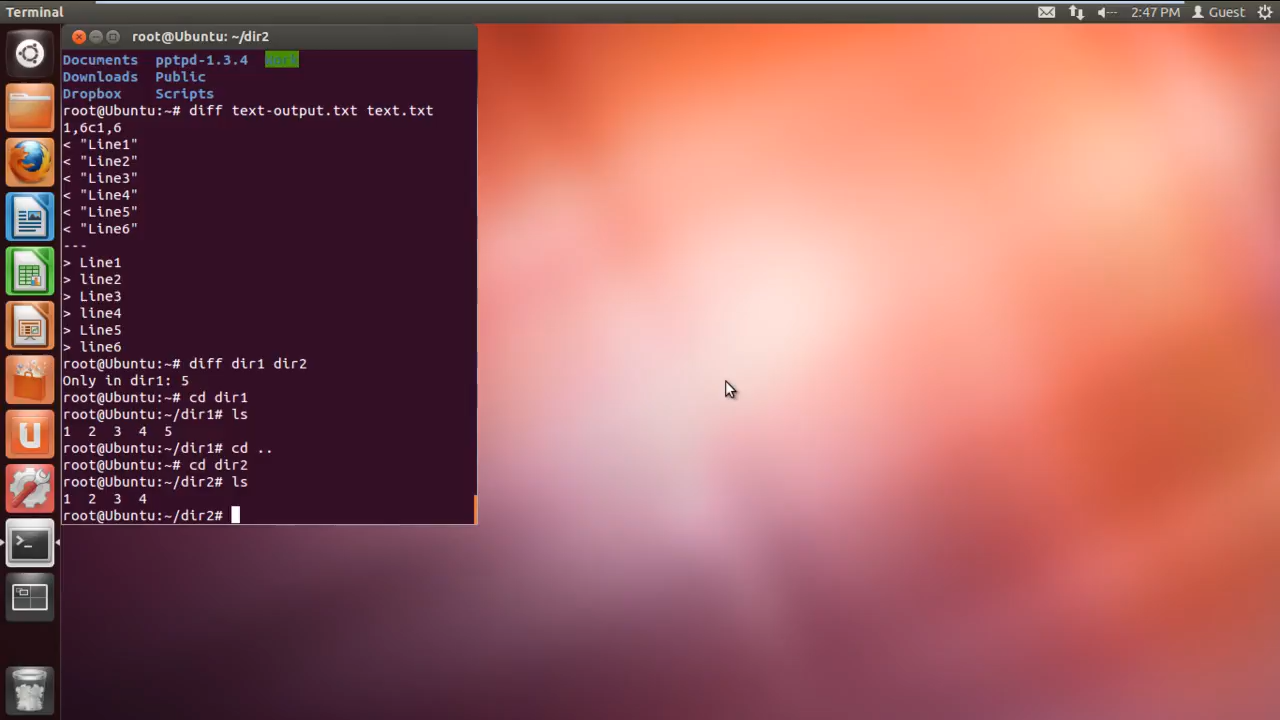 Terminal
2:47 PM Guest
root@Ubuntu: ~/dir2
Documents pptpd-1.3.4 Work
Downloads Public
Dropbox Scripts
root@Ubuntu:~# diff text-output.txt text.txt
1,6c1,6
< "Line1"
< "Line2"
< "Line3"
< "Line4"
< "Line5"
< "Line6"
---
> Line1
> line2
> Line3
> line4
> Line5
> line6
root@Ubuntu:~# diff dir1 dir2
Only in dir1: 5
root@Ubuntu:~# cd dir1
root@Ubuntu:~/dir1# ls
1 2 3 4 5
root@Ubuntu:~/dir1# cd ..
root@Ubuntu:~# cd dir2
root@Ubuntu:~/dir2# ls
1 2 3 4
root@Ubuntu:~/dir2#